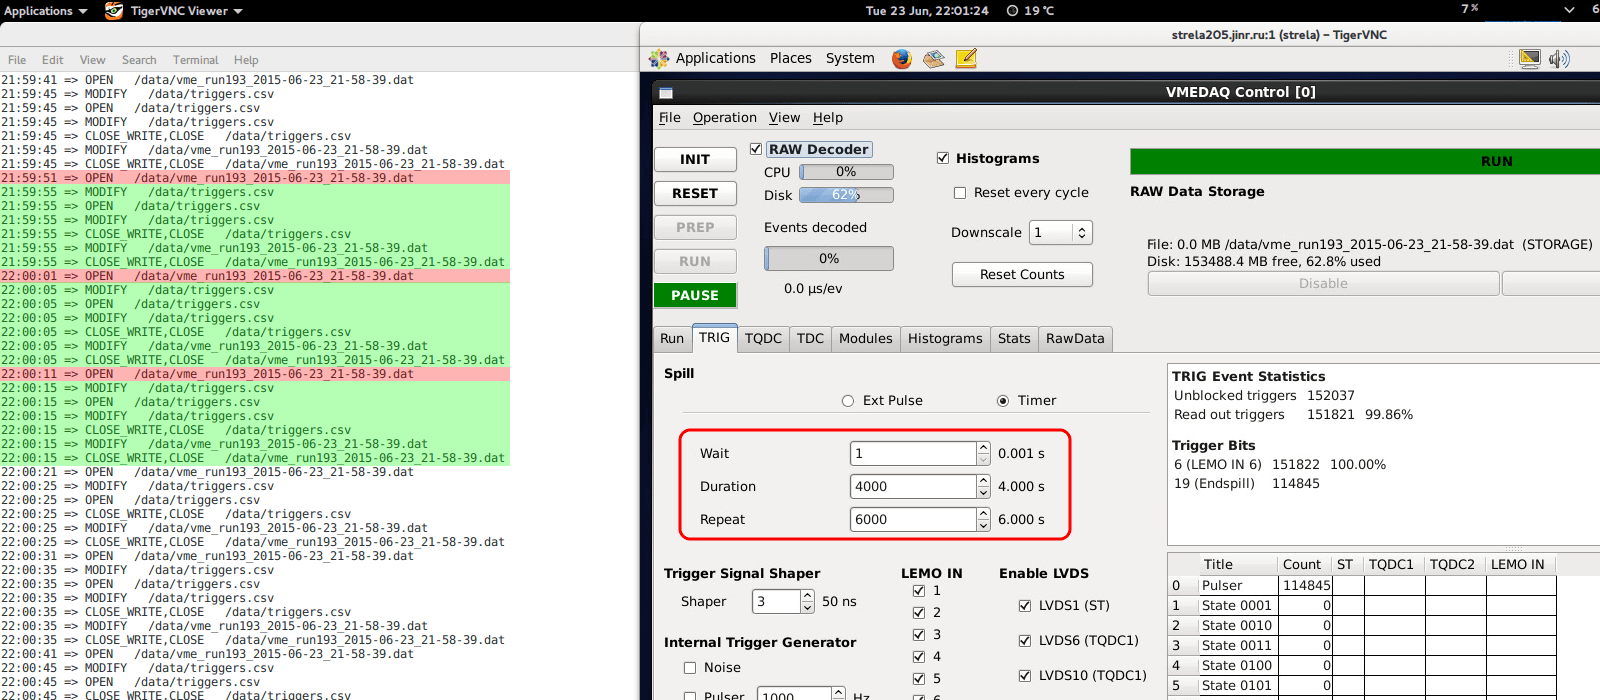 Applications TigerVNC Viewer Tue 23 Jun, 22:01:24 19 °C 7 % 6
strela205.jinr.ru:1 (strela) – TigerVNC
File Edit View Search Terminal Help
21:59:41 => OPEN /data/vme_run193_2015-06-23_21-58-39.dat
21:59:45 => MODIFY /data/triggers.csv
21:59:45 => OPEN /data/triggers.csv
21:59:45 => MODIFY /data/triggers.csv
21:59:45 => CLOSE_WRITE,CLOSE /data/triggers.csv
21:59:45 => MODIFY /data/vme_run193_2015-06-23_21-58-39.dat
21:59:45 => CLOSE_WRITE,CLOSE /data/vme_run193_2015-06-23_21-58-39.dat
21:59:51 => OPEN /data/vme_run193_2015-06-23_21-58-39.dat
21:59:55 => MODIFY /data/triggers.csv
21:59:55 => OPEN /data/triggers.csv
21:59:55 => MODIFY /data/triggers.csv
21:59:55 => CLOSE_WRITE,CLOSE /data/triggers.csv
21:59:55 => MODIFY /data/vme_run193_2015-06-23_21-58-39.dat
21:59:55 => CLOSE_WRITE,CLOSE /data/vme_run193_2015-06-23_21-58-39.dat
22:00:01 => OPEN /data/vme_run193_2015-06-23_21-58-39.dat
22:00:05 => MODIFY /data/triggers.csv
22:00:05 => OPEN /data/triggers.csv
22:00:05 => MODIFY /data/triggers.csv
22:00:05 => CLOSE_WRITE,CLOSE /data/triggers.csv
22:00:05 => MODIFY /data/vme_run193_2015-06-23_21-58-39.dat
22:00:05 => CLOSE_WRITE,CLOSE /data/vme_run193_2015-06-23_21-58-39.dat
22:00:11 => OPEN /data/vme_run193_2015-06-23_21-58-39.dat
22:00:15 => MODIFY /data/triggers.csv
22:00:15 => OPEN /data/triggers.csv
22:00:15 => MODIFY /data/triggers.csv
22:00:15 => CLOSE_WRITE,CLOSE /data/triggers.csv
22:00:15 => MODIFY /data/vme_run193_2015-06-23_21-58-39.dat
22:00:15 => CLOSE_WRITE,CLOSE /data/vme_run193_2015-06-23_21-58-39.dat
22:00:21 => OPEN /data/vme_run193_2015-06-23_21-58-39.dat
22:00:25 => MODIFY /data/triggers.csv
22:00:25 => OPEN /data/triggers.csv
22:00:25 => MODIFY /data/triggers.csv
22:00:25 => CLOSE_WRITE,CLOSE /data/triggers.csv
22:00:25 => MODIFY /data/vme_run193_2015-06-23_21-58-39.dat
22:00:25 => CLOSE_WRITE,CLOSE /data/vme_run193_2015-06-23_21-58-39.dat
22:00:31 => OPEN /data/vme_run193_2015-06-23_21-58-39.dat
22:00:35 => MODIFY /data/triggers.csv
22:00:35 => OPEN /data/triggers.csv
22:00:35 => MODIFY /data/triggers.csv
22:00:35 => CLOSE_WRITE,CLOSE /data/triggers.csv
22:00:35 => MODIFY /data/vme_run193_2015-06-23_21-58-39.dat
22:00:35 => CLOSE_WRITE,CLOSE /data/vme_run193_2015-06-23_21-58-39.dat
22:00:41 => OPEN /data/vme_run193_2015-06-23_21-58-39.dat
22:00:45 => MODIFY /data/triggers.csv
22:00:45 => OPEN /data/triggers.csv
22:00:45 => CLOSE_WRITE,CLOSE /data/triggers.csv
Applications Places System
VMEDAQ Control [0]
File Operation View Help
INIT
RESET
PREP
RUN
PAUSE
RAW Decoder
CPU 0%
Disk 62%
Events decoded
0%
0.0 µs/ev
Histograms
Reset every cycle
Downscale 1
Reset Counts
RUN
RAW Data Storage
File: 0.0 MB /data/vme_run193_2015-06-23_21-58-39.dat (STORAGE)
Disk: 153488.4 MB free, 62.8% used
Disable
Run TRIG TQDC TDC Modules Histograms Stats RawData
Spill
Ext Pulse Timer
Wait 1 0.001 s
Duration 4000 4.000 s
Repeat 6000 6.000 s
Trigger Signal Shaper
Shaper 3 50 ns
Internal Trigger Generator
Noise
Pulser 1000 Hz
LEMO IN
1
2
3
4
5
6
Enable LVDS
LVDS1 (ST)
LVDS6 (TQDC1)
LVDS10 (TQDC1)
TRIG Event Statistics
Unblocked triggers 152037
Read out triggers 151821 99.86%
Trigger Bits
6 (LEMO IN 6) 151822 100.00%
19 (Endspill) 114845
Title Count ST TQDC1 TQDC2 LEMO IN
0 Pulser 114845
1 State 0001 0
2 State 0010 0
3 State 0011 0
4 State 0100 0
5 State 0101 0